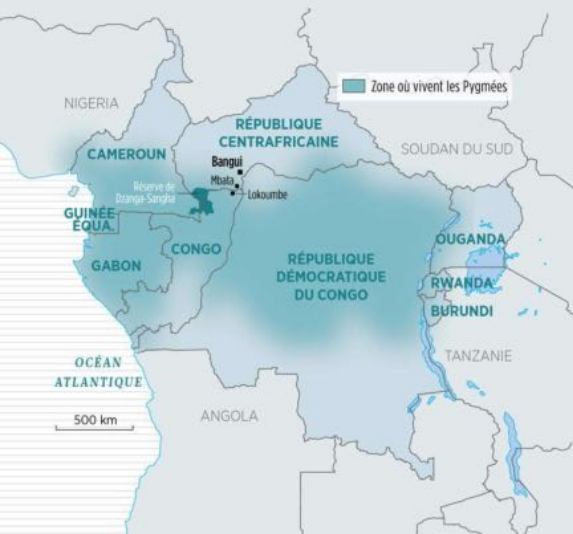 Zone où vivent les Pygmées
NIGERIA
RÉPUBLIQUE
CENTRAFRICAINE
SOUDAN DU SUD
CAMEROUN
Bangui
Mbata
Lokoumbe
Réserve de
Dzanga-Sangha
GUINÉE
ÉQUA.
CONGO
GABON
RÉPUBLIQUE
DÉMOCRATIQUE
DU CONGO
OUGANDA
RWANDA
BURUNDI
TANZANIE
OCÉAN
ATLANTIQUE
500 km
ANGOLA